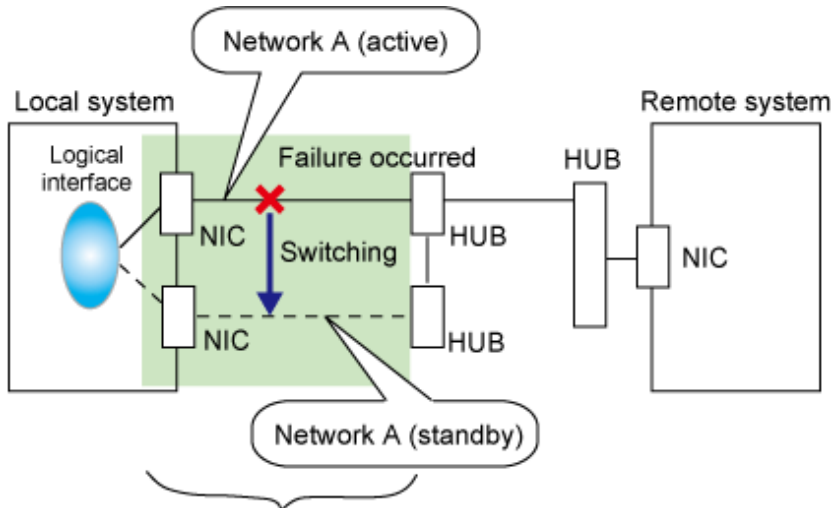 Network A (active)
Local system
Remote system
Logical
interface
Failure occurred
HUB
NIC
HUB
Switching
NIC
NIC
HUB
Network A (standby)